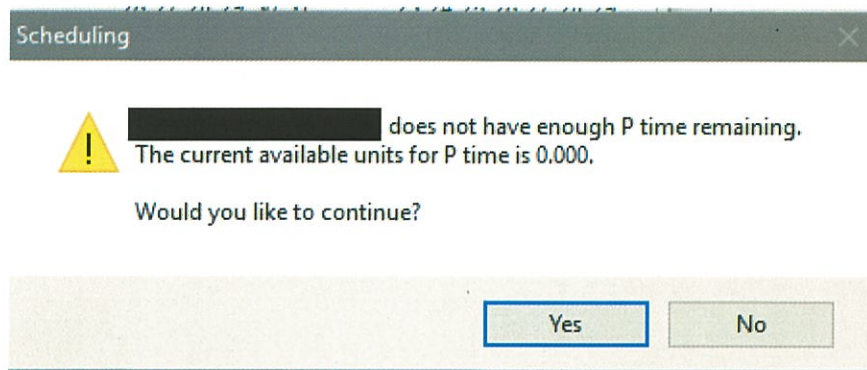 Scheduling
does not have enough P time remaining.
The current available units for P time is 0.000.
Would you like to continue?
Yes
No